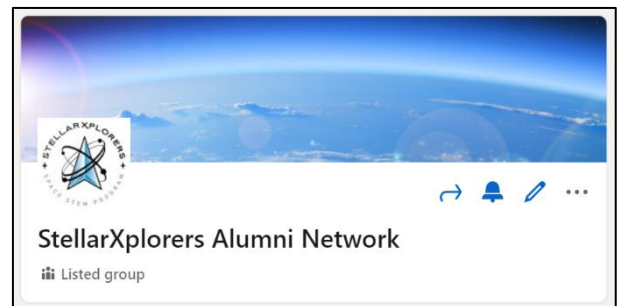 STELLARXPLORERS
SPACE STEM PROGRAM
StellarXplorers Alumni Network
Listed group